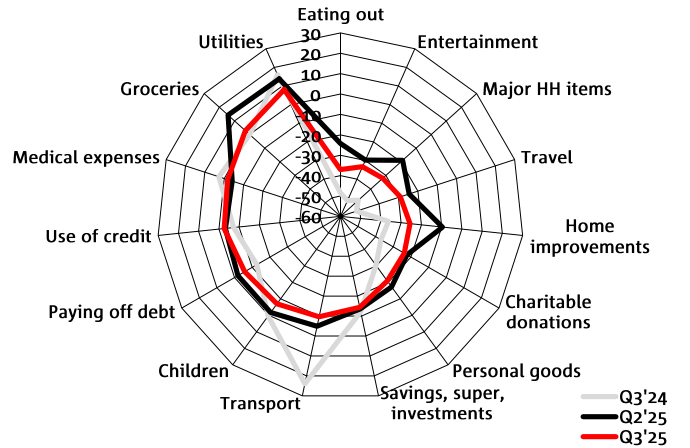 Eating out
30
20
10
0
-10
-20
-30
-40
-50
-60
Entertainment
Major HH items
Travel
Home
improvements
Charitable
donations
Personal goods
Savings, super,
investments
Transport
Children
Paying off debt
Use of credit
Medical expenses
Groceries
Utilities
Q3'24
Q2'25
Q3'25